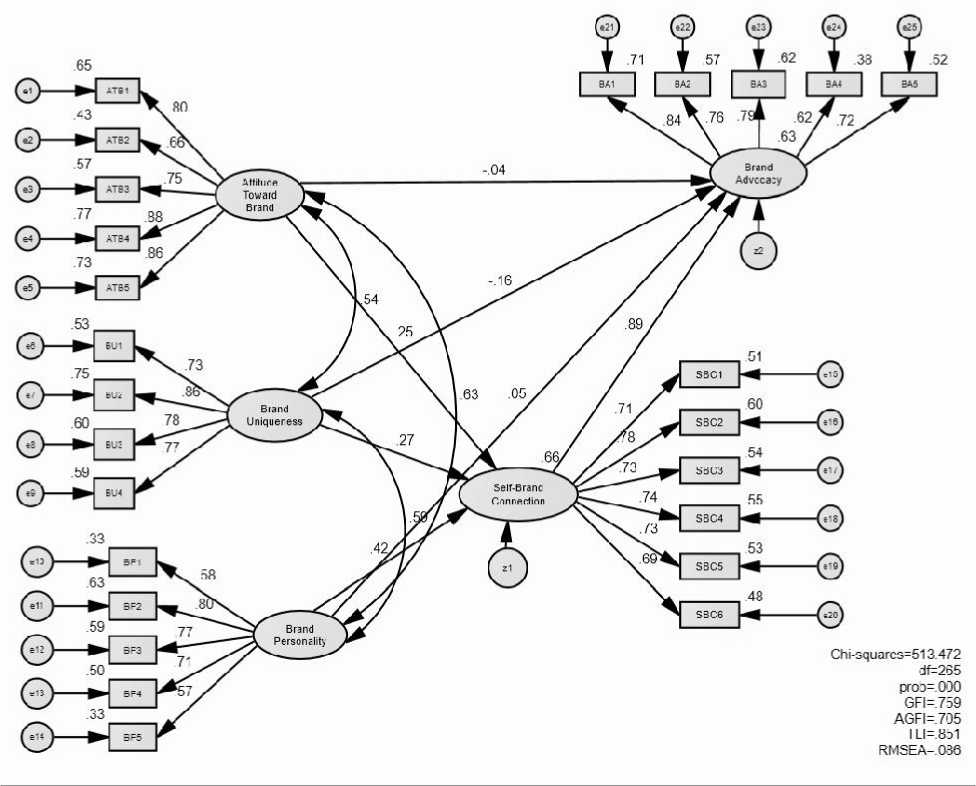 e21
e22
e23
e24
e25
.71
.57
.62
.38
.52
BA1
BA2
BA3
BA4
BA5
.84
.76
.79
.62
.72
.63
Brand
Advocacy
z2
.65
e1
ATB1
.80
.43
e2
ATB2
.66
.57
e3
ATB3
.75
.77
e4
ATB4
.88
.73
e5
ATB5
.86
Attitude
Toward
Brand
-.04
-.16
.54
.25
.89
.63
.05
.53
e6
BU1
.73
.75
e7
BU2
.86
.60
e8
BU3
.78
.59
e9
BU4
.77
Brand
Uniqueness
.27
.66
Self-Brand
Connection
z1
.59
.42
.51
SBC1
e15
.71
.60
SBC2
e16
.78
.54
SBC3
e17
.73
.55
SBC4
e18
.74
.53
SBC5
e19
.73
.48
SBC6
e20
.69
.33
e10
BP1
.58
.63
e11
BP2
.80
.59
e12
BP3
.77
.50
e13
BP4
.71
.33
e14
BP5
.57
Brand
Personality
Chi-squares=513.472
df=265
prob=.000
GFI=.759
AGFI=.705
TLI=.851
RMSEA=.086